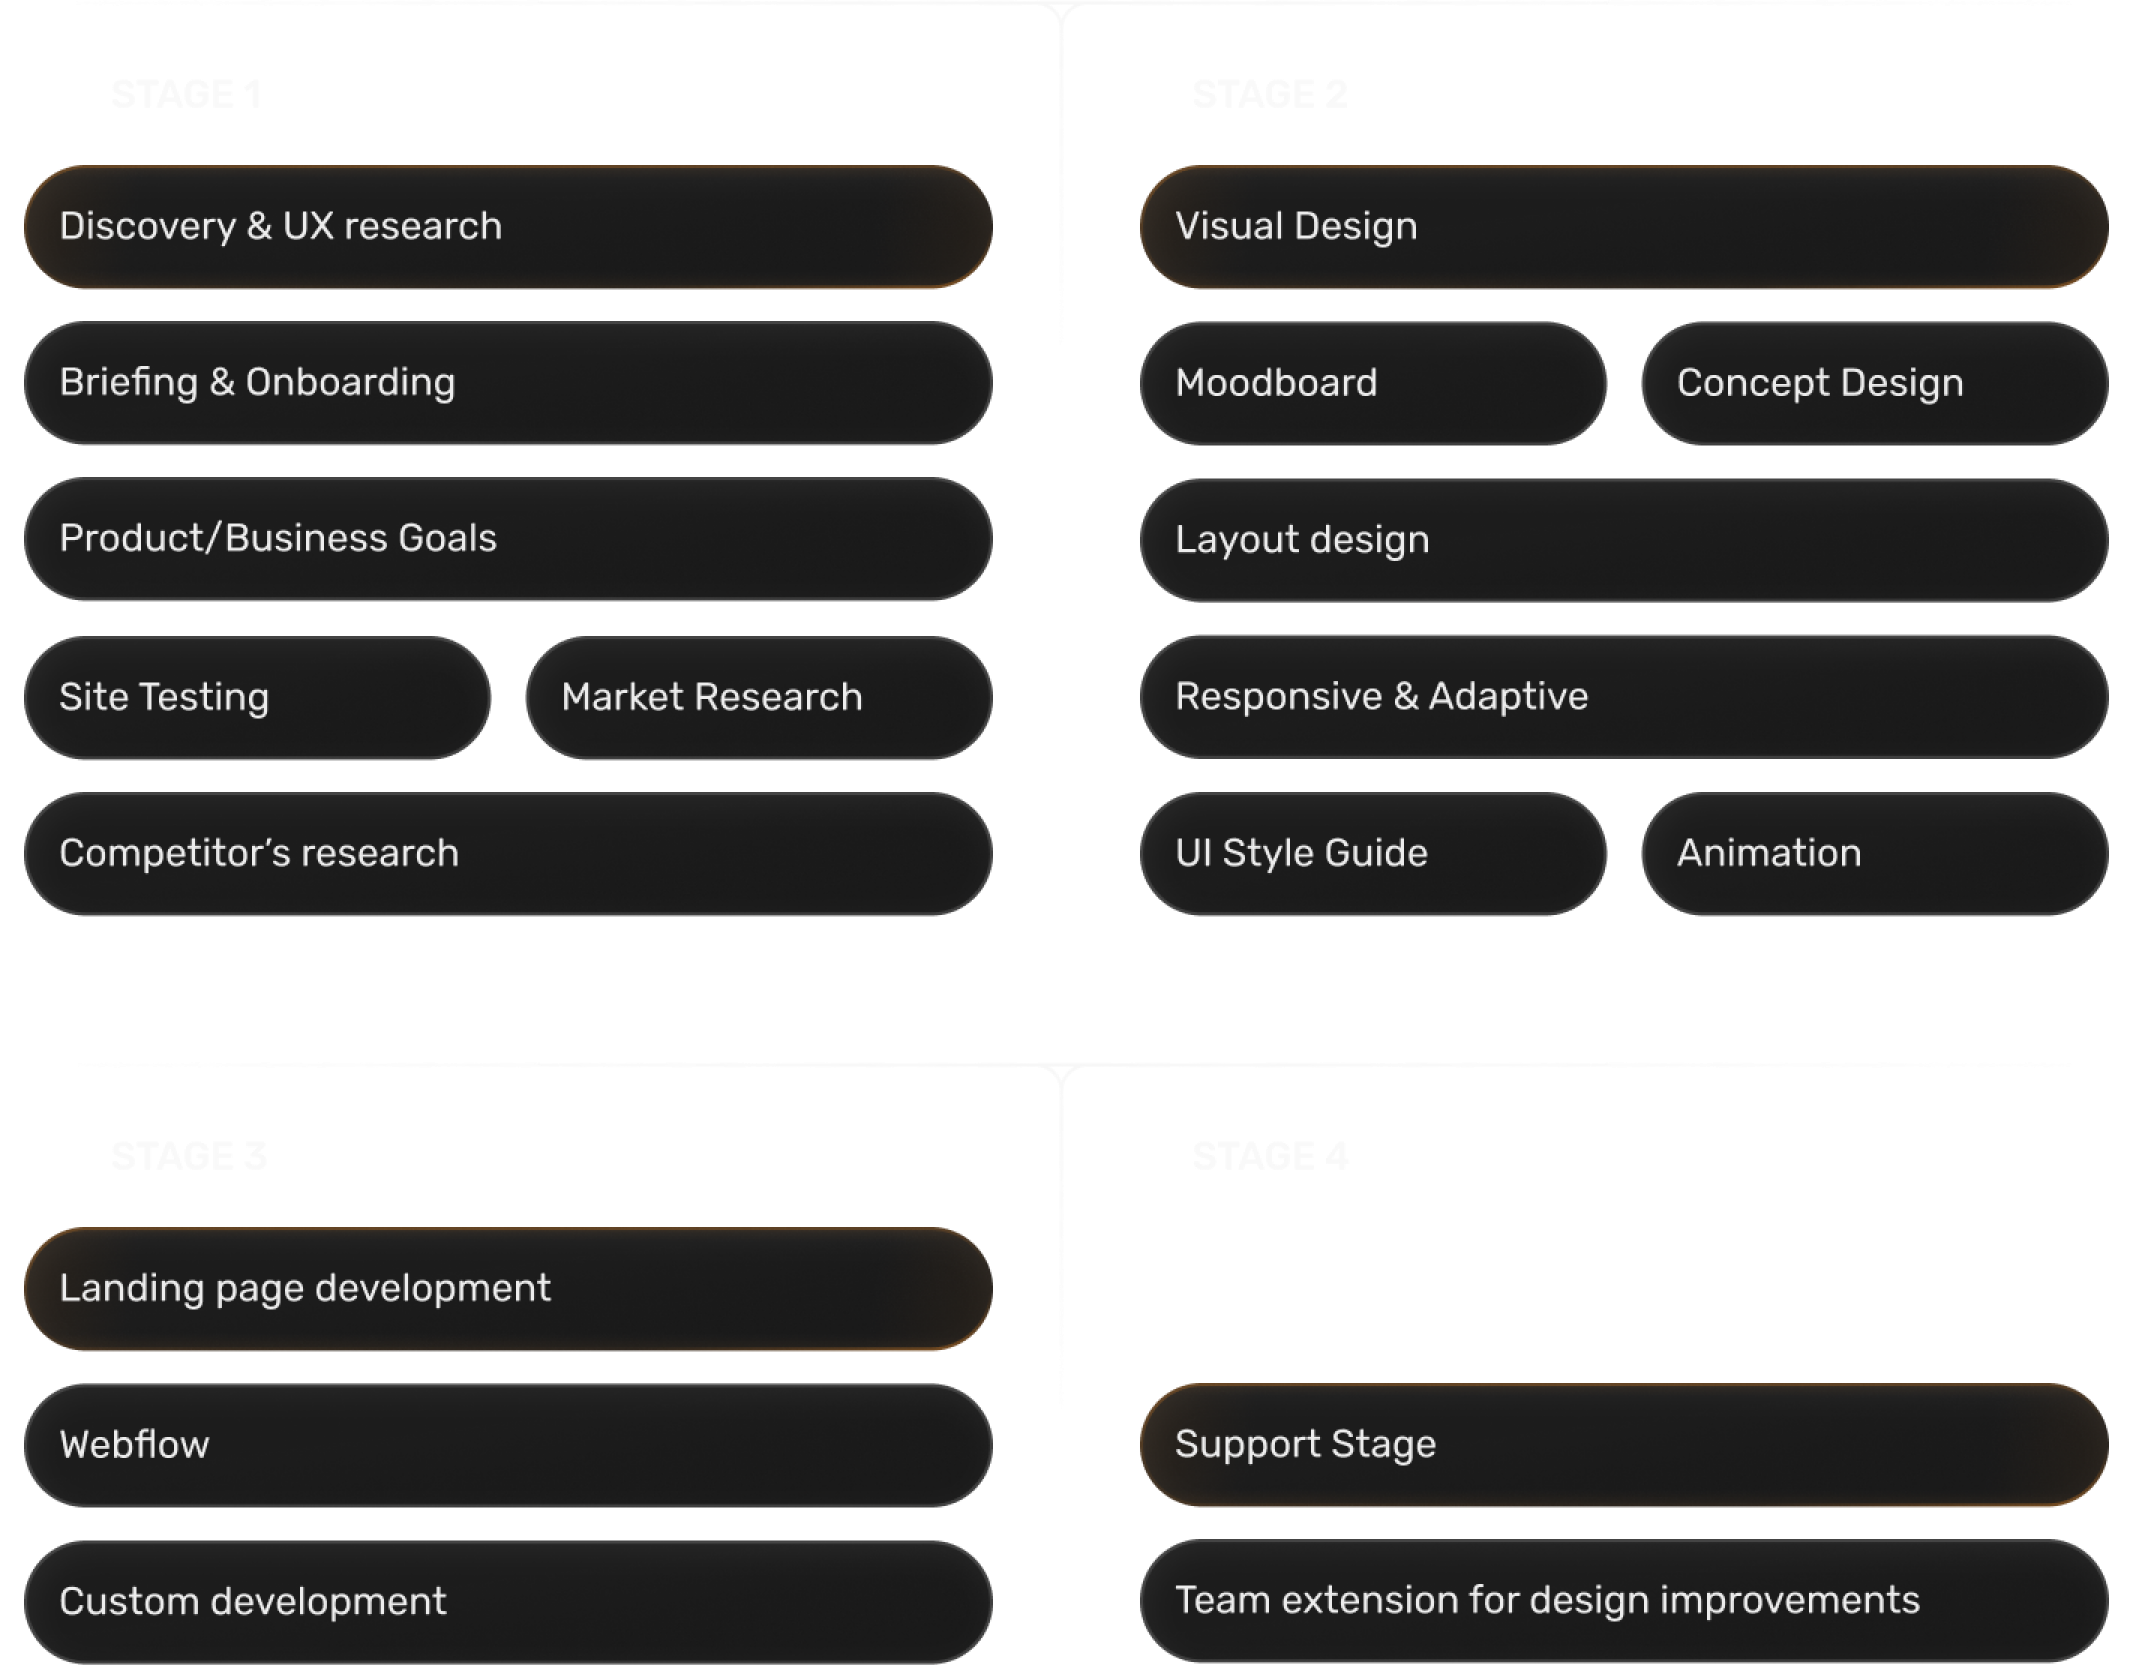 STAGE 1
Discovery & UX research
Briefing & Onboarding
Product/Business Goals
Site Testing
Market Research
Competitor’s research
STAGE 2
Visual Design
Moodboard
Concept Design
Layout design
Responsive & Adaptive
UI Style Guide
Animation
STAGE 3
Landing page development
Webflow
Custom development
STAGE 4
Support Stage
Team extension for design improvements